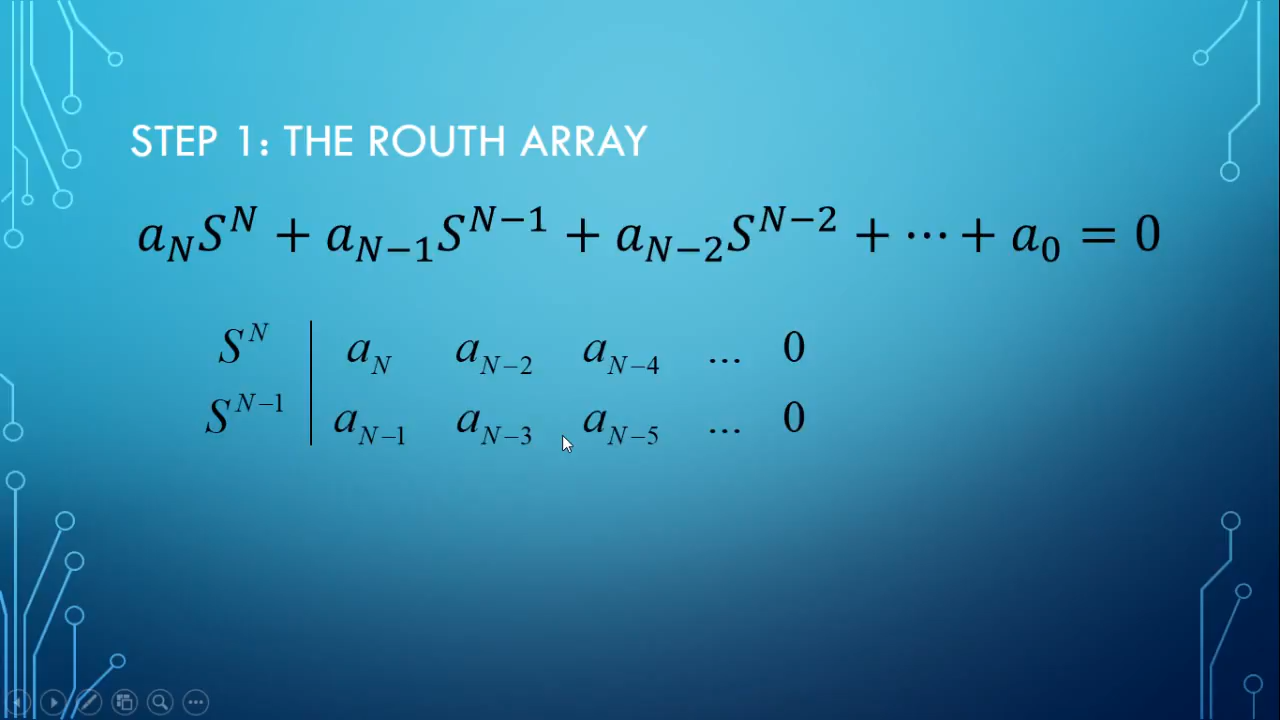 STEP 1: THE ROUTH ARRAY
$a_N S^N + a_{N-1} S^{N-1} + a_{N-2} S^{N-2} + \cdots + a_0 = 0$
$S^N$ | $a_N$ $a_{N-2}$ $a_{N-4}$ ... 0
$S^{N-1}$ | $a_{N-1}$ $a_{N-3}$ $a_{N-5}$ ... 0